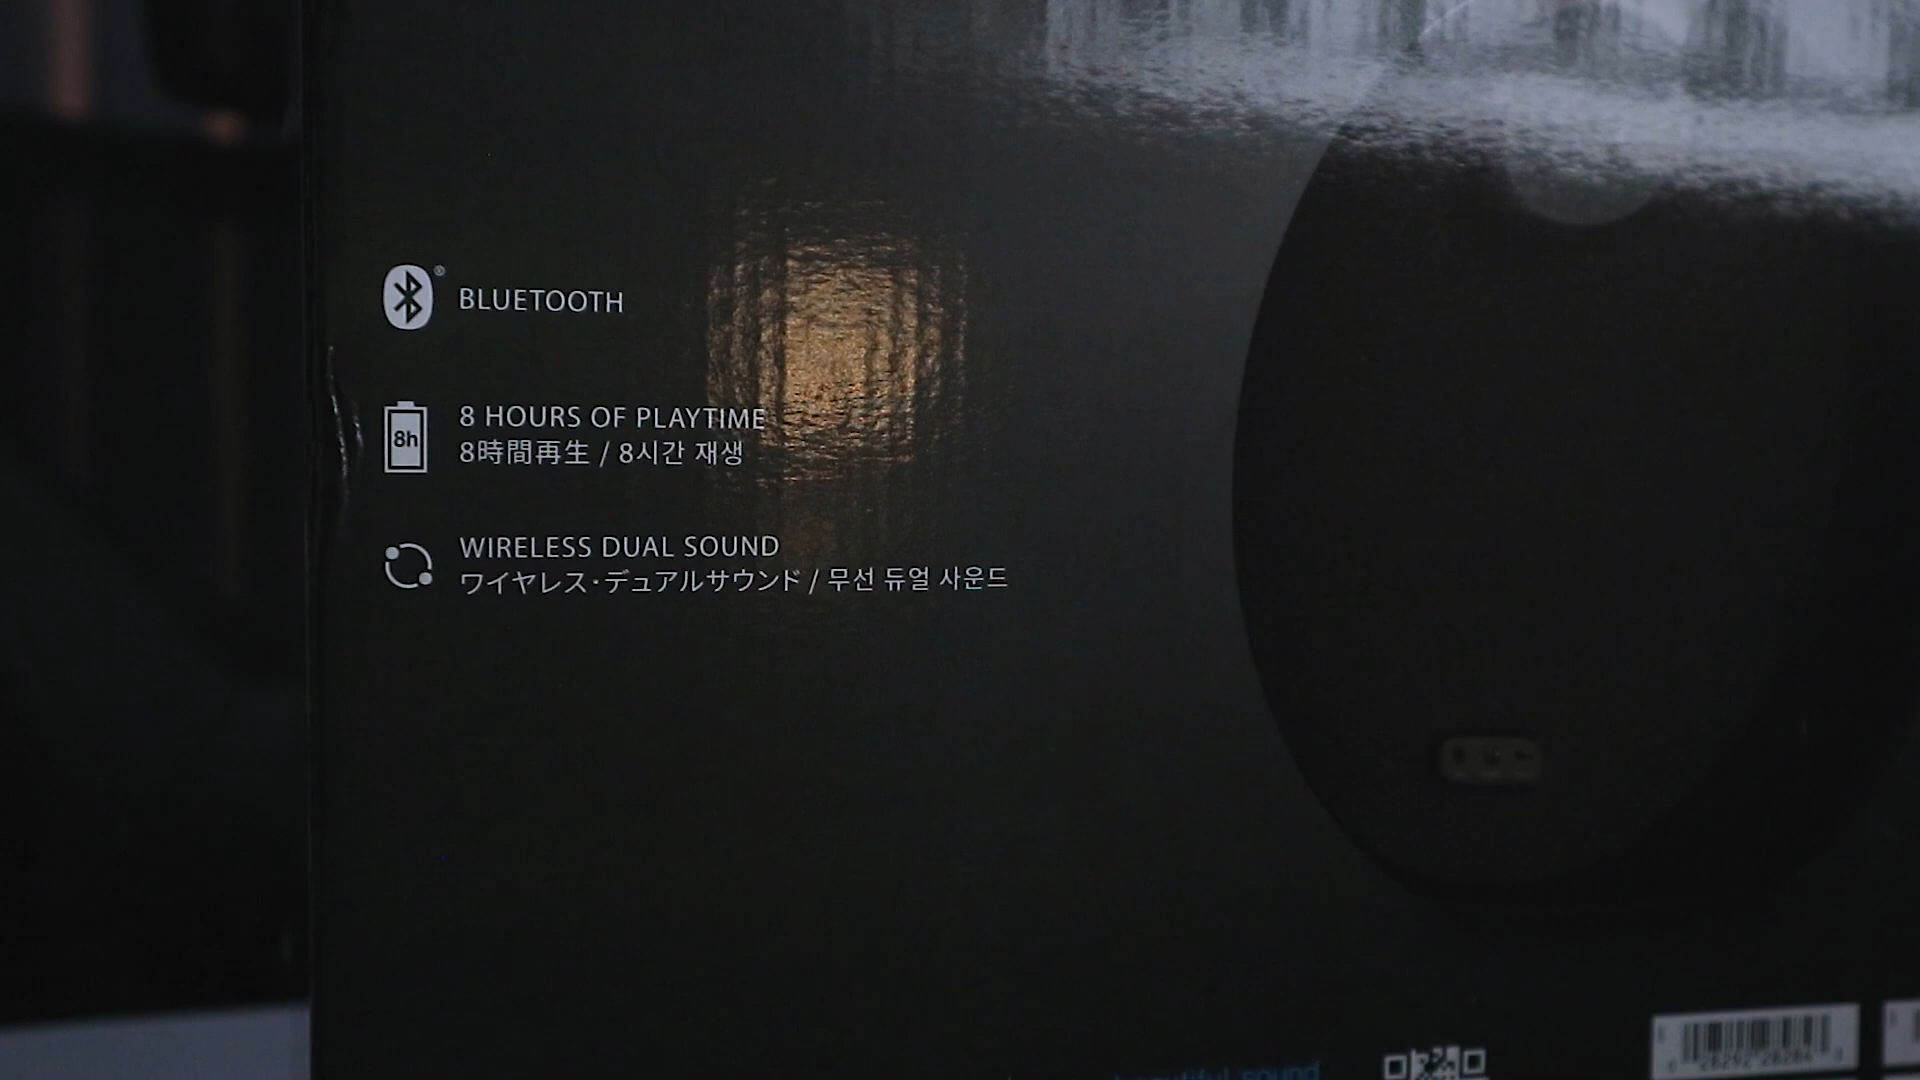 BLUETOOTH
8h
8 HOURS OF PLAYTIME
8時間再生 / 8시간 재생
WIRELESS DUAL SOUND
ワイヤレス・デュアルサウンド / 무선 듀얼 사운드
sound